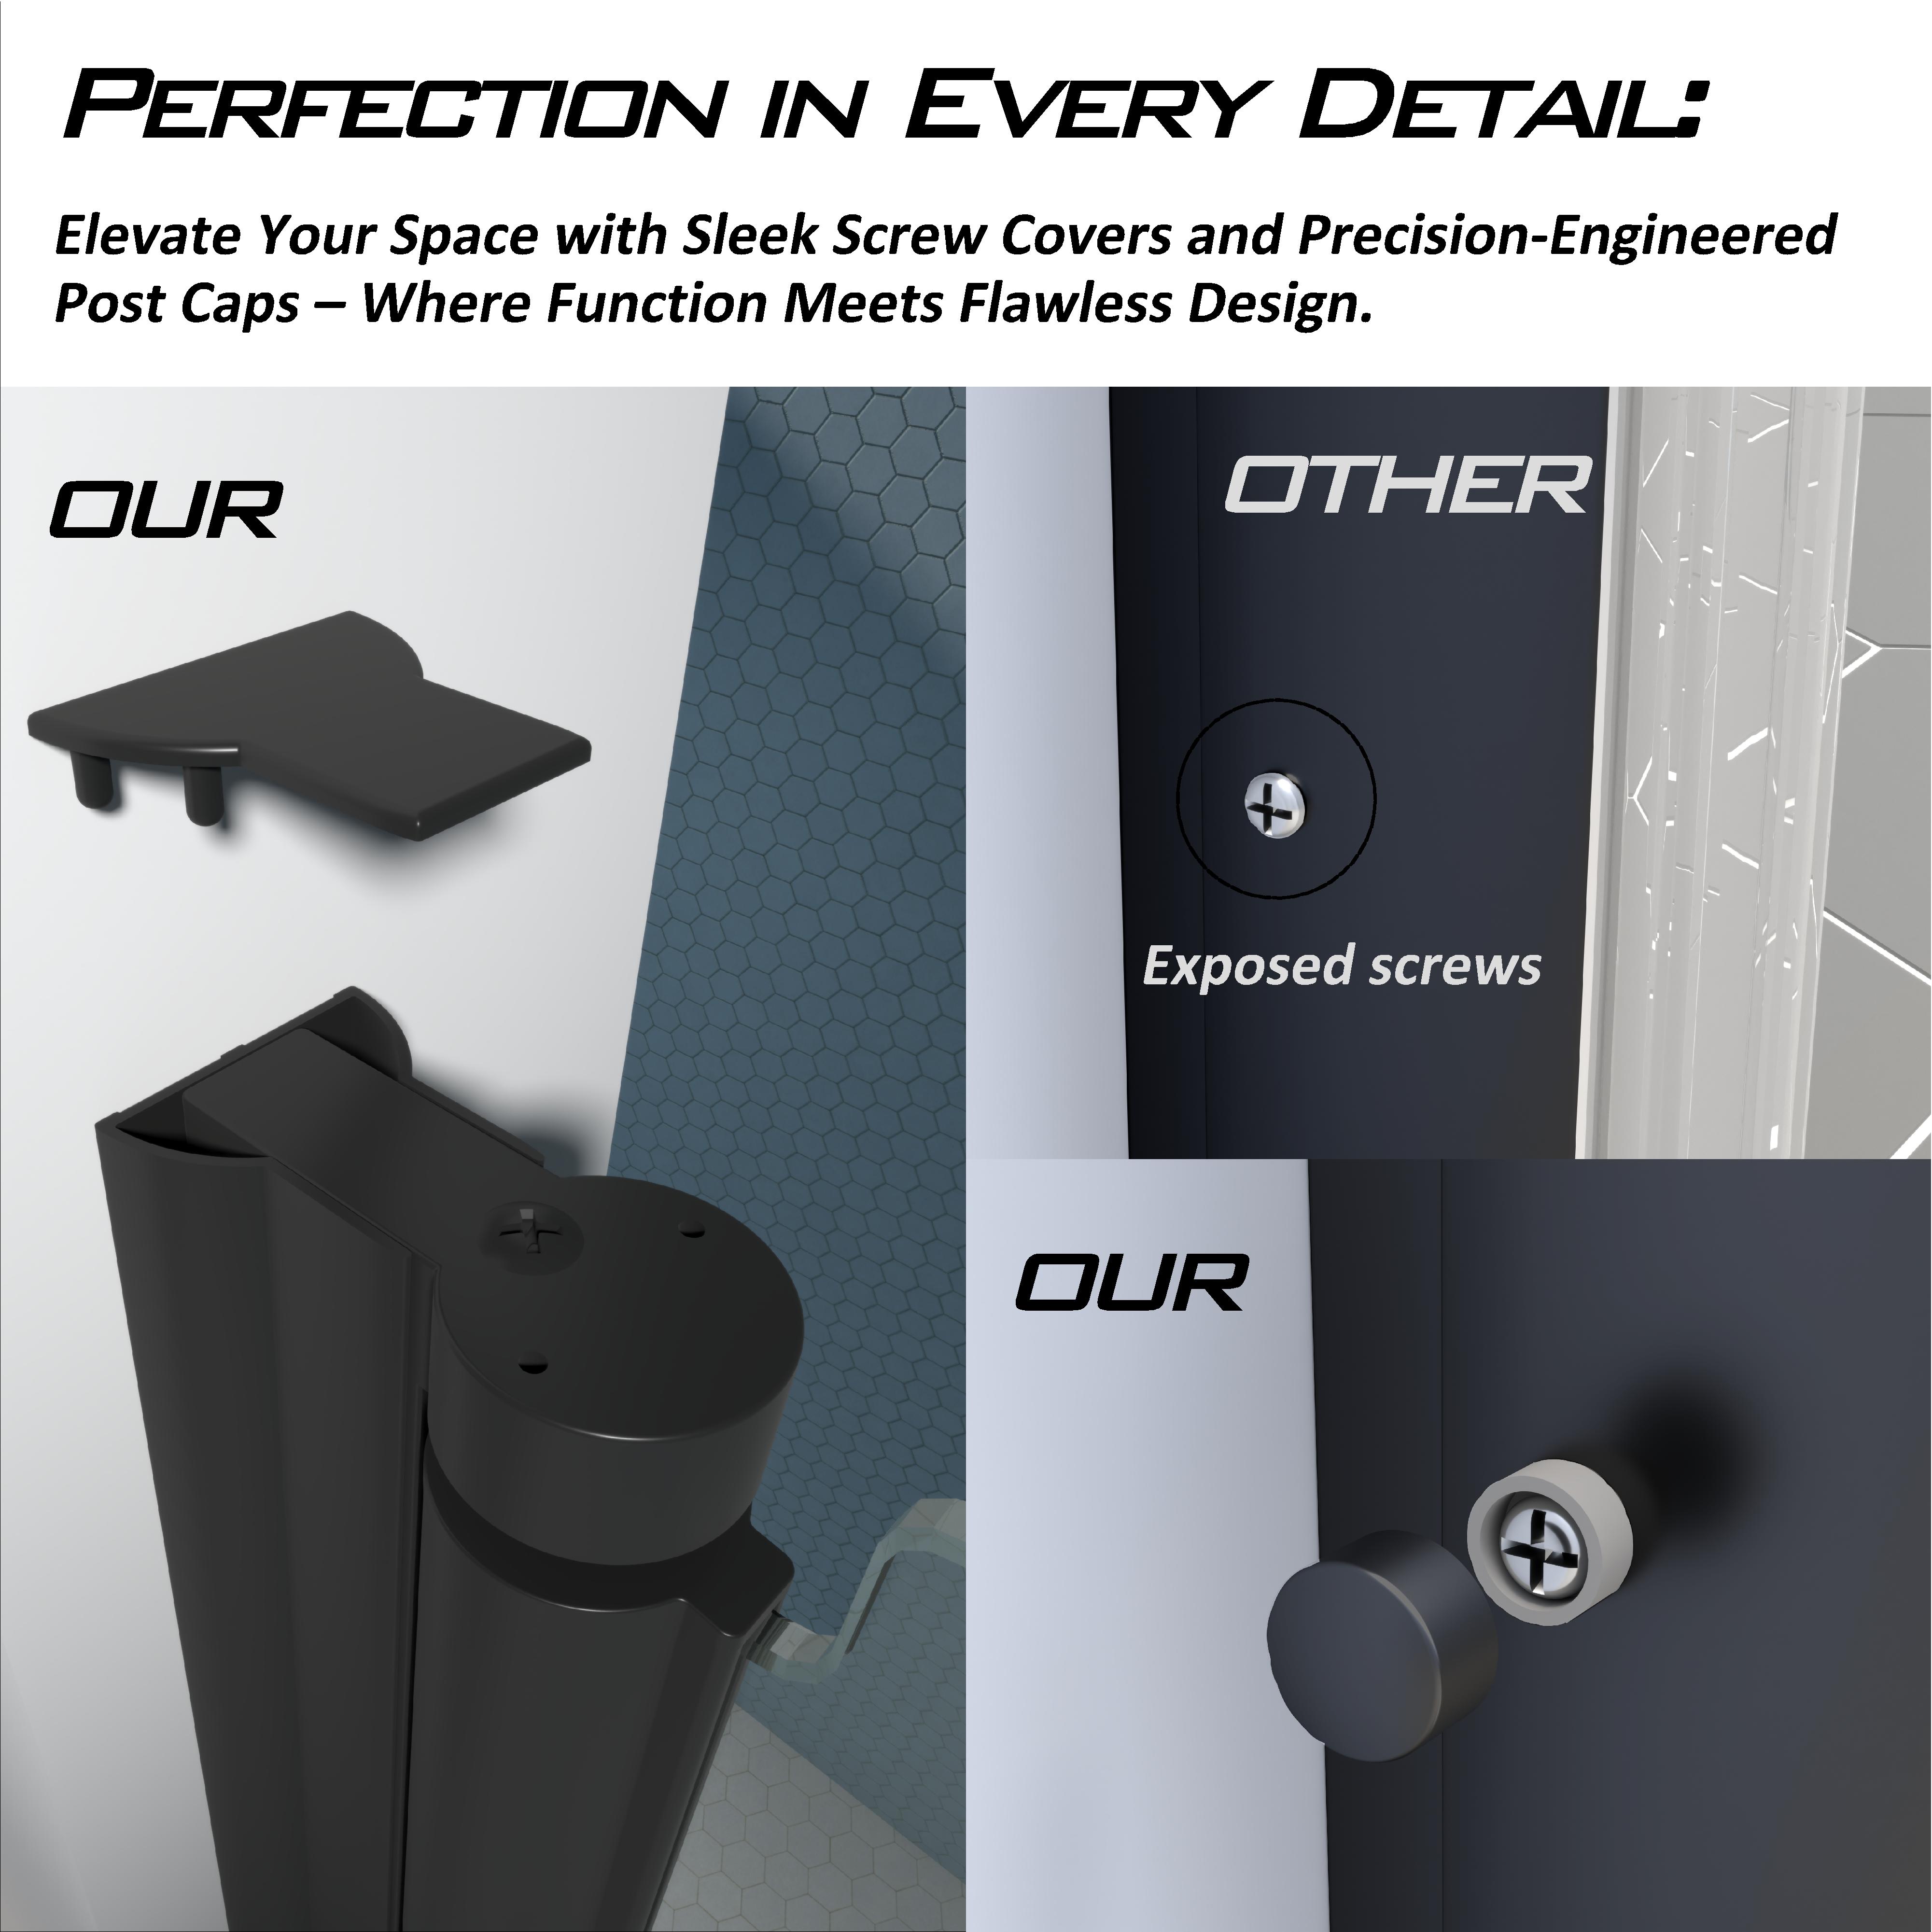 Perfection in Every Detail:
Elevate Your Space with Sleek Screw Covers and Precision-Engineered
Post Caps – Where Function Meets Flawless Design.
OUR
OTHER
Exposed screws
OUR